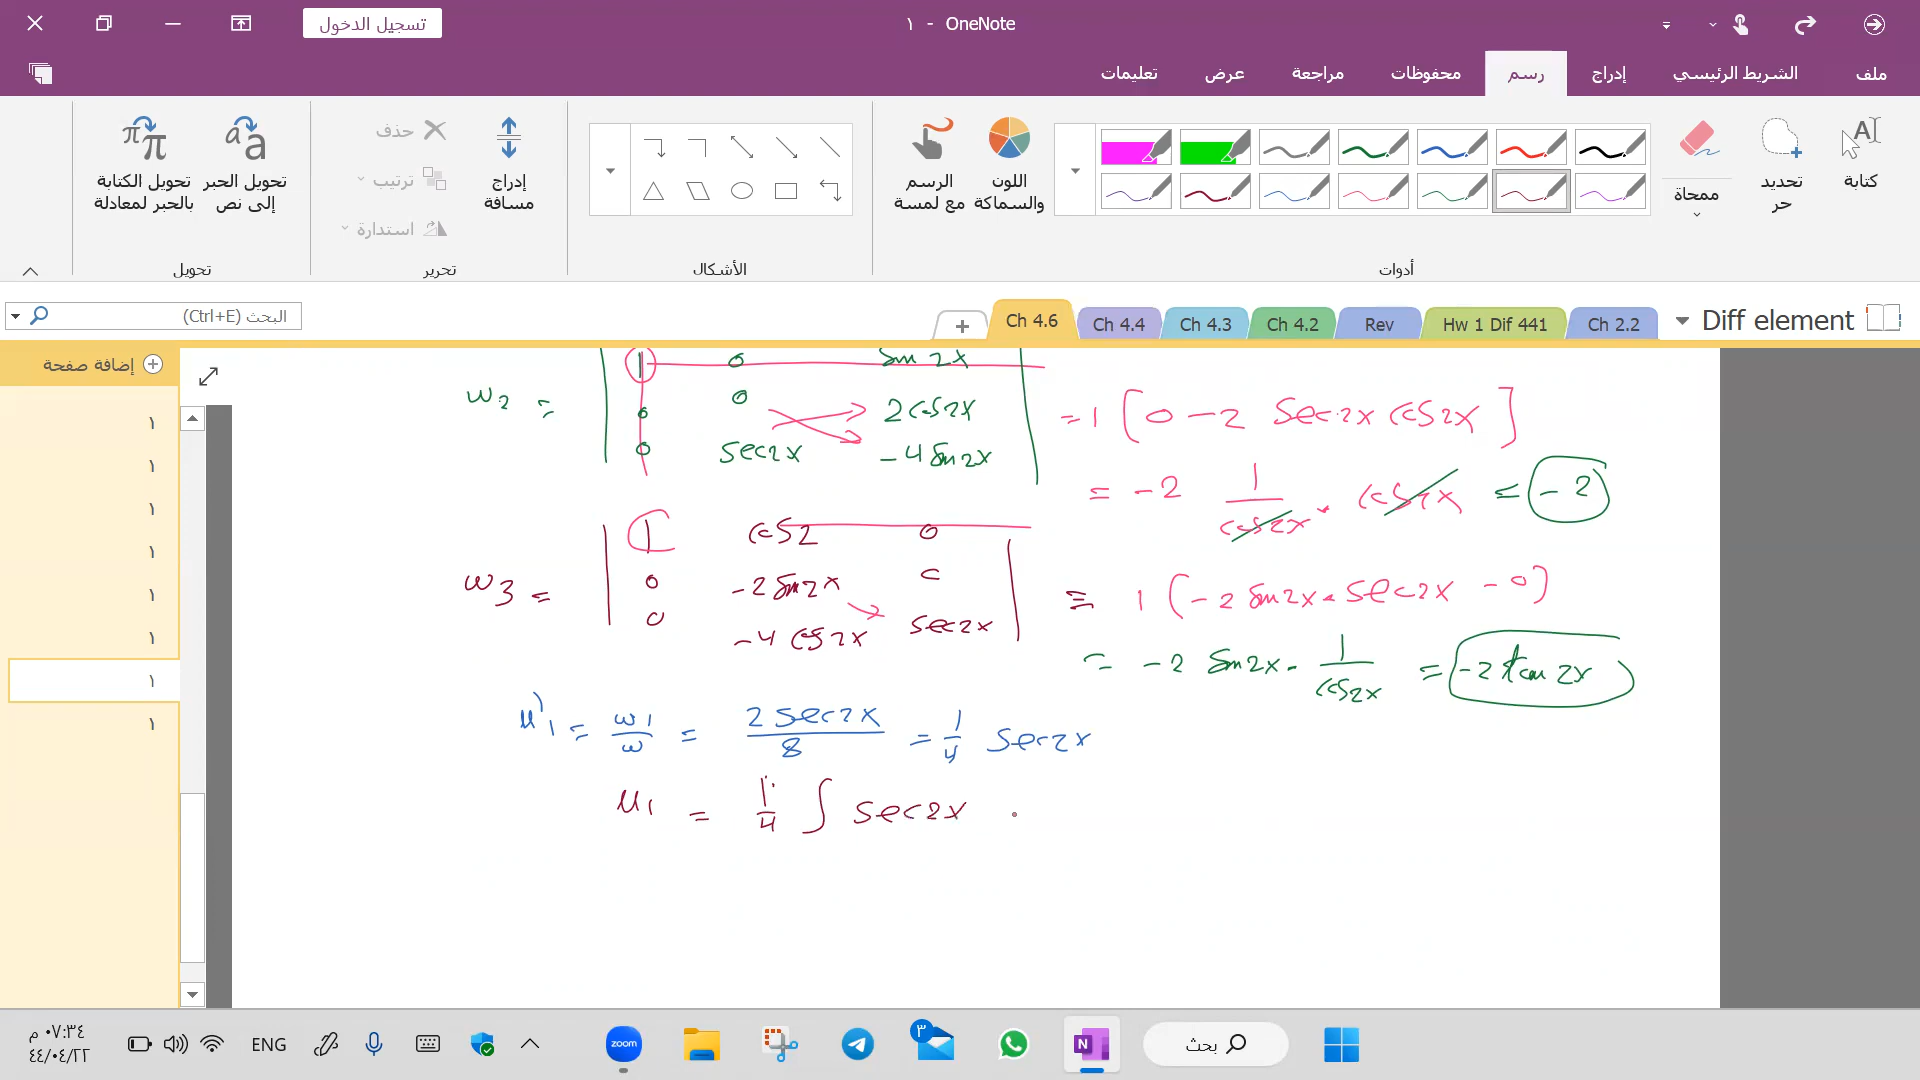 تسجيل الدخول
١ - OneNote
ملف الشريط الرئيسي إدراج رسم محفوظات مراجعة عرض تعليمات
كتابة
تحديد حر
ممحاة
أدوات
اللون والسماكة
الرسم مع لمسة
الأشكال
إدراج مسافة
حذف
ترتيب
استدارة
تحرير
تحويل الحبر إلى نص
تحويل الكتابة بالحبر لمعادلة
تحويل
البحث (Ctrl+E)
Ch 4.6 Ch 4.4 Ch 4.3 Ch 4.2 Rev Hw 1 Dif 441 Ch 2.2 Diff element
إضافة صفحة
١
١
١
١
١
١
١
١
w2 = | 1 0 sin 2x |
0 0 2cos2x = 1 [0 - 2 sec2x cos2x]
0 sec2x -4 sin2x
= -2 1/cos2x · cos2x = -2
w3 = | 1 cos2 0 |
0 -2 sin2x 0 = 1 (-2 sin2x · sec2x - 0)
0 -4 cos2x sec2x
= -2 sin2x · 1/cos2x = -2 tan 2x
u'1 = w1/w = 2 sec2x/8 = 1/4 sec2x
u1 = 1/4 ∫ sec2x
٠٧:٣٤ م
٤٤/٠٤/٢٢
ENG
zoom
٣
N
بحث